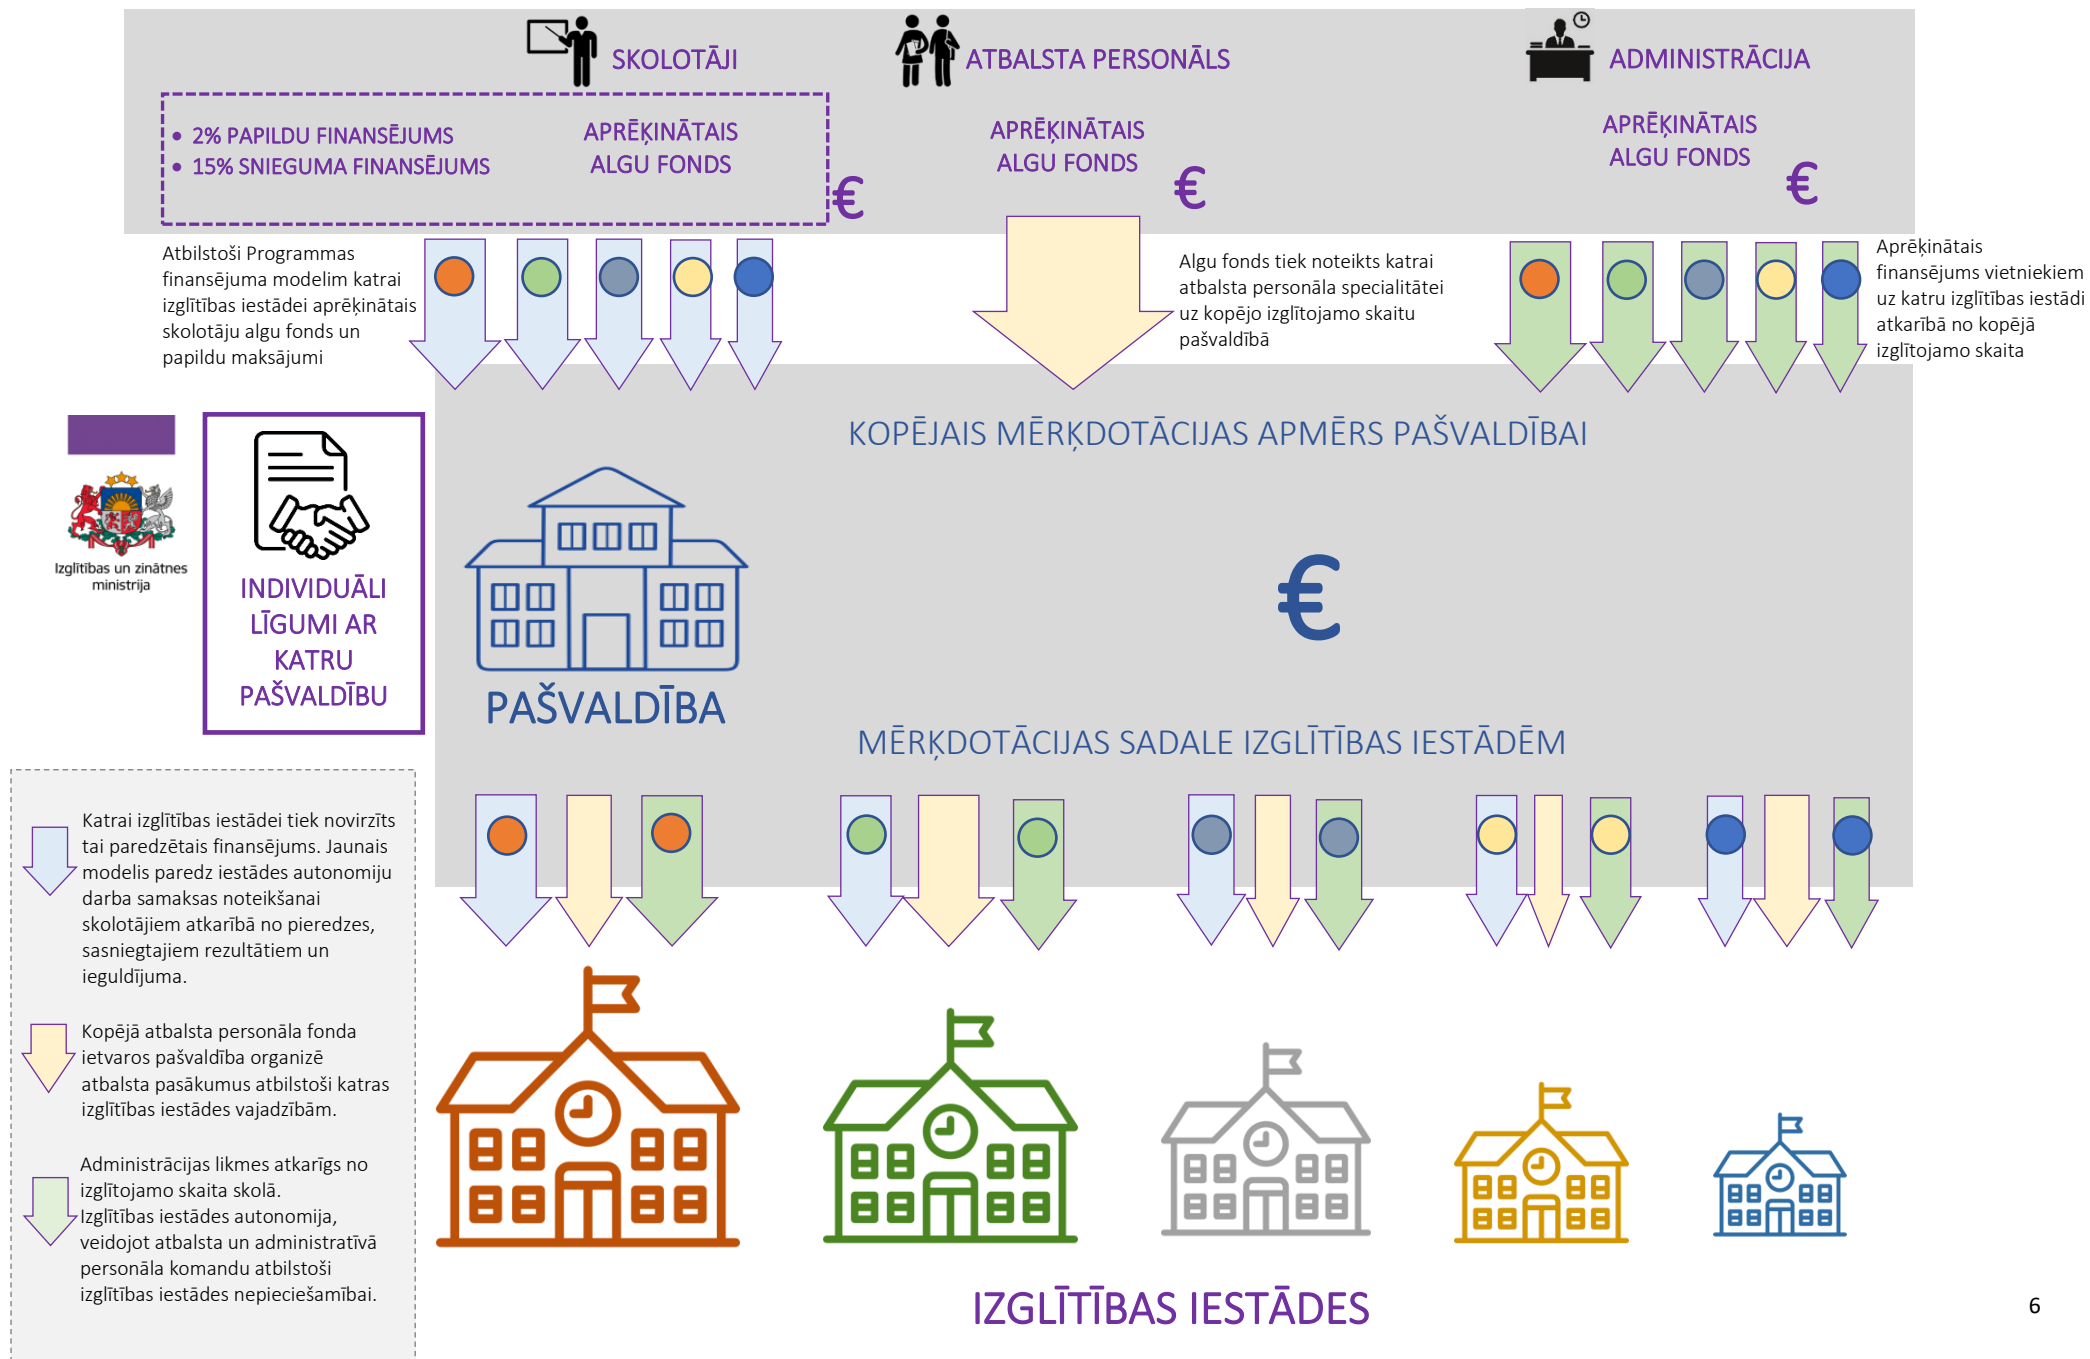 SKOLOTĀJI
ATBALSTA PERSONĀLS
ADMINISTRĀCIJA
• 2% PAPILDU FINANSĒJUMS
• 15% SNIEGUMA FINANSĒJUMS
APRĒĶINĀTAIS
ALGU FONDS
€
APRĒĶINĀTAIS
ALGU FONDS
€
APRĒĶINĀTAIS
ALGU FONDS
€
Atbilstoši Programmas
finansējuma modelim katrai
izglītības iestādei aprēķinātais
skolotāju algu fonds un
papildu maksājumi
Algu fonds tiek noteikts katrai
atbalsta personāla specialitātei
uz kopējo izglītojamo skaitu
pašvaldībā
Aprēķinātais
finansējums vietniekiem
uz katru izglītības iestādi
atkarībā no kopējā
izglītojamo skaita
Izglītības un zinātnes
ministrija
INDIVIDUĀLI
LĪGUMI AR
KATRU
PAŠVALDĪBU
KOPĒJAIS MĒRĶDOTĀCIJAS APMĒRS PAŠVALDĪBAI
€
PAŠVALDĪBA
MĒRĶDOTĀCIJAS SADALE IZGLĪTĪBAS IESTĀDĒM
Katrai izglītības iestādei tiek novirzīts
tai paredzētais finansējums. Jaunais
modelis paredz iestādes autonomiju
darba samaksas noteikšanai
skolotājiem atkarībā no pieredzes,
sasniegtajiem rezultātiem un
ieguldījuma.
Kopējā atbalsta personāla fonda
ietvaros pašvaldība organizē
atbalsta pasākumus atbilstoši katras
izglītības iestādes vajadzībām.
Administrācijas likmes atkarīgs no
izglītojamo skaita skolā.
Izglītības iestādes autonomija,
veidojot atbalsta un administratīvā
personāla komandu atbilstoši
izglītības iestādes nepieciešamībai.
IZGLĪTĪBAS IESTĀDES
6